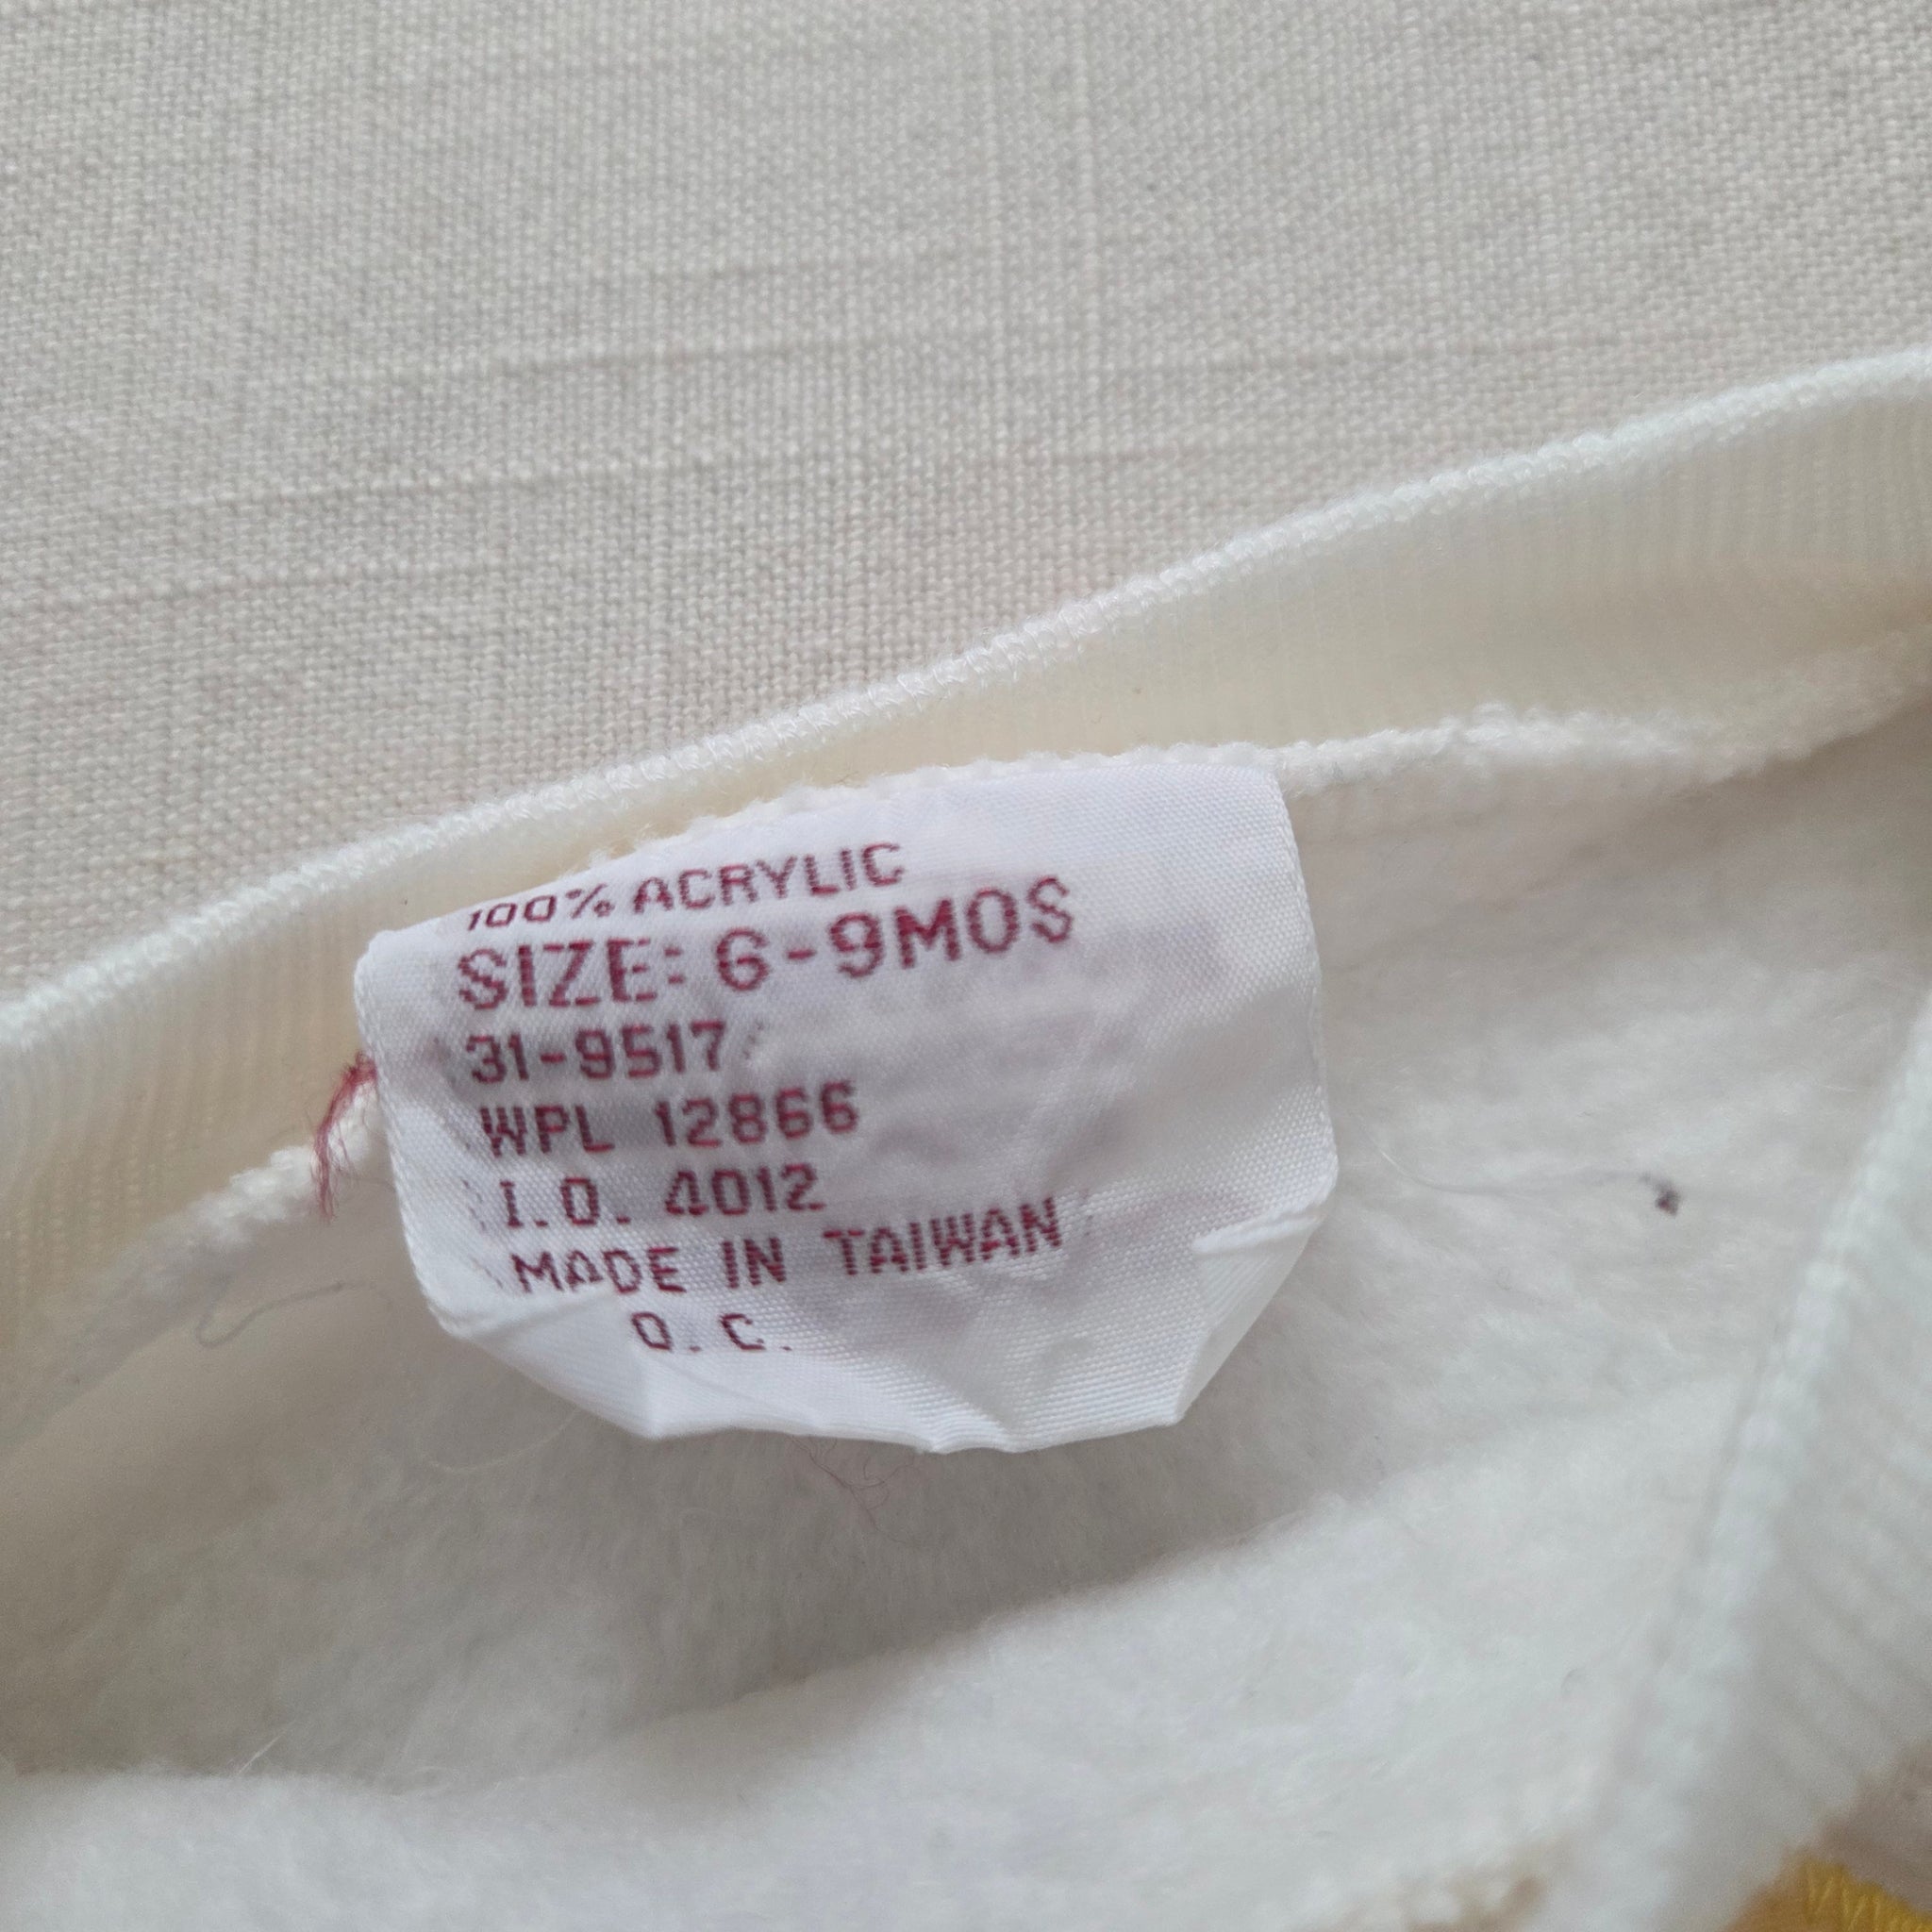 100% ACRYLIC
SIZE: 6-9MOS
31-9517
WPL 12866
I.O. 4012
MADE IN TAIWAN
O. C.